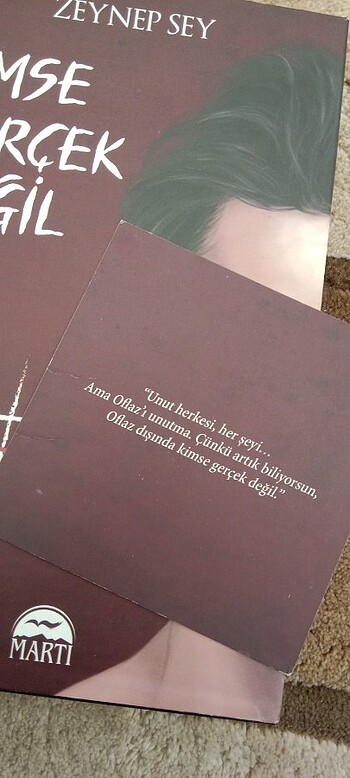 ZEYNEP SEY
MSE
RÇEK
ĞİL
"Unut herkesi, her şeyi...
Ama Oflaz'ı unutma. Çünkü artık biliyorsun,
Oflaz dışında kimse gerçek değil."
MARTI